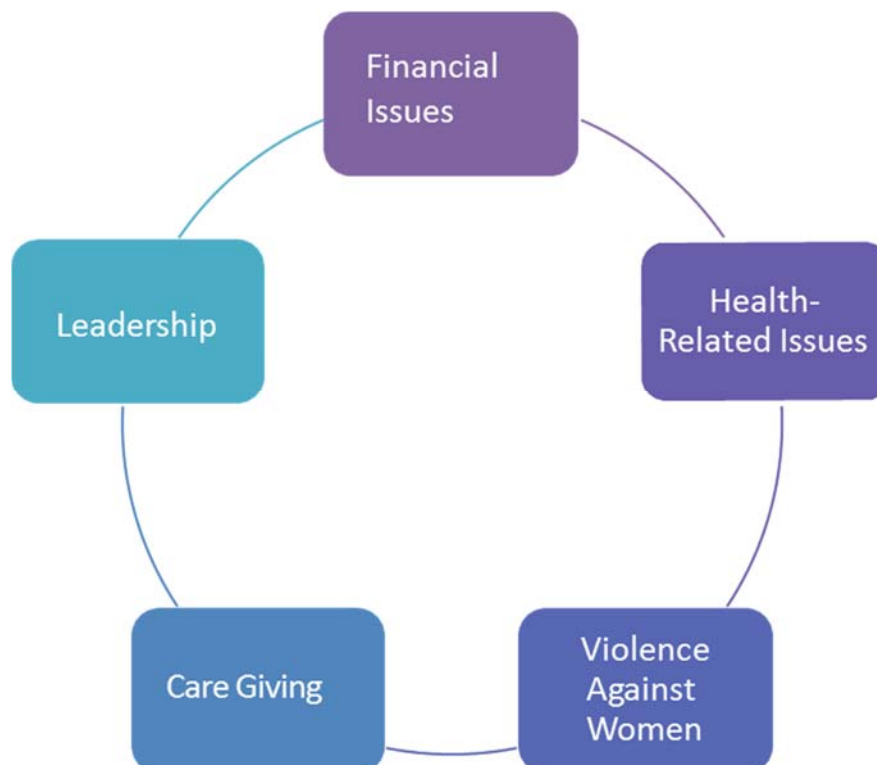 Financial
Issues
Health-
Related Issues
Violence
Against
Women
Care Giving
Leadership